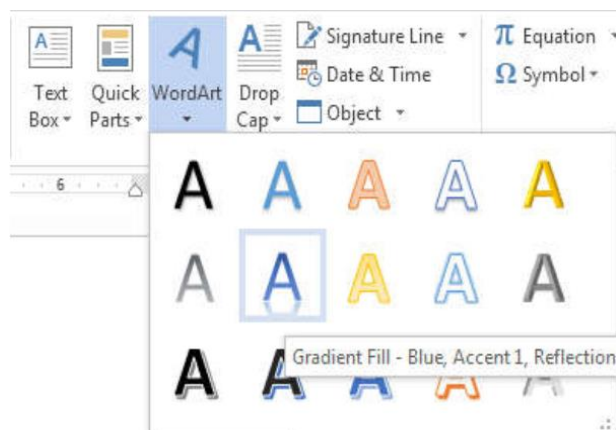 Text Box
Quick Parts
WordArt
Drop Cap
Signature Line
Date & Time
Object
π Equation
Ω Symbol
6
A A A A A
A A A A A
Gradient Fill - Blue, Accent 1, Reflection
A A A A A